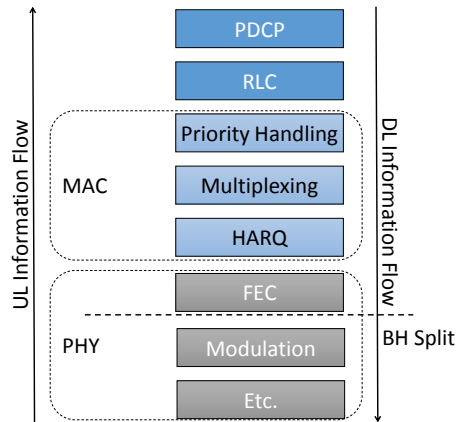 PDCP
RLC
Priority Handling
MAC
Multiplexing
HARQ
FEC
PHY
Modulation
Etc.
UL Information Flow
DL Information Flow
BH Split